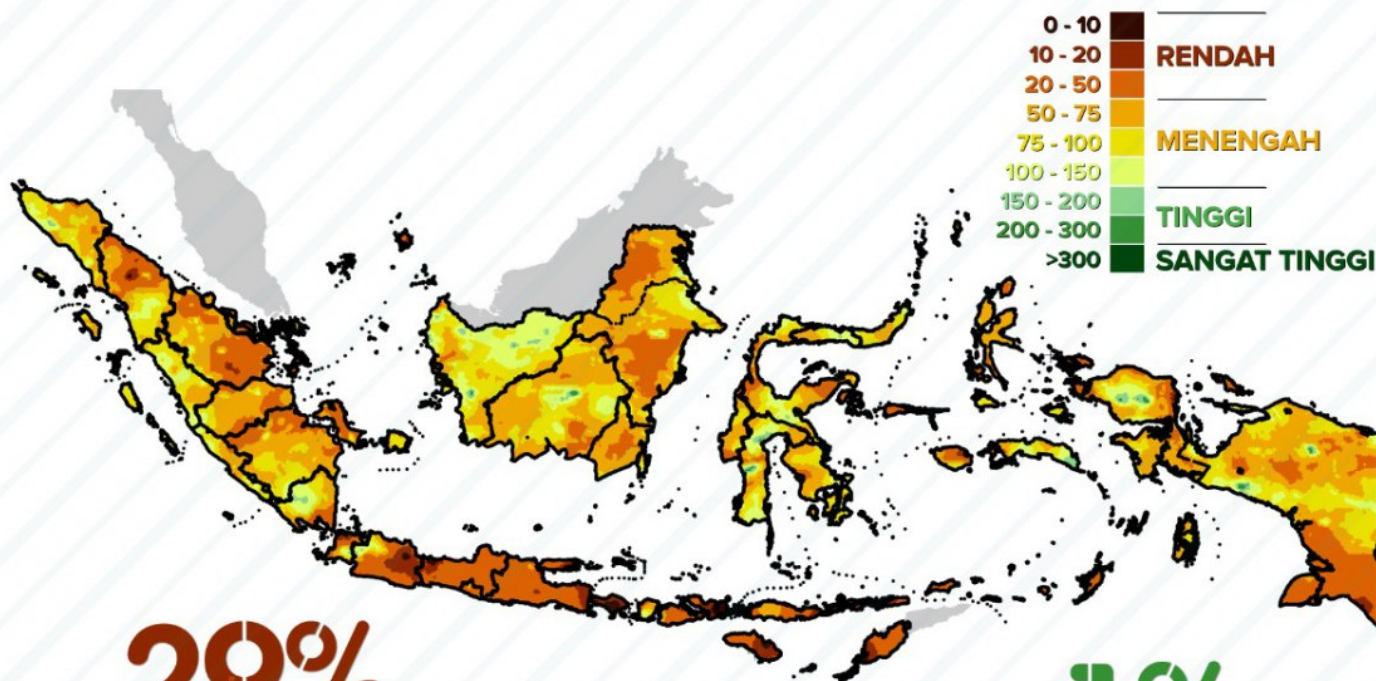 0 - 10
10 - 20
RENDAH
20 - 50
50 - 75
75 - 100
MENENGAH
100 - 150
150 - 200
TINGGI
200 - 300
>300
SANGAT TINGGI